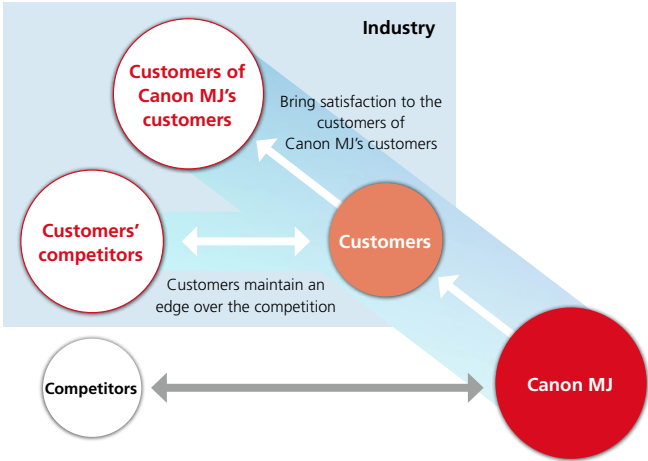 Industry
Customers of
Canon MJ’s
customers
Bring satisfaction to the
customers of
Canon MJ’s customers
Customers’
competitors
Customers
Customers maintain an
edge over the competition
Competitors
Canon MJ